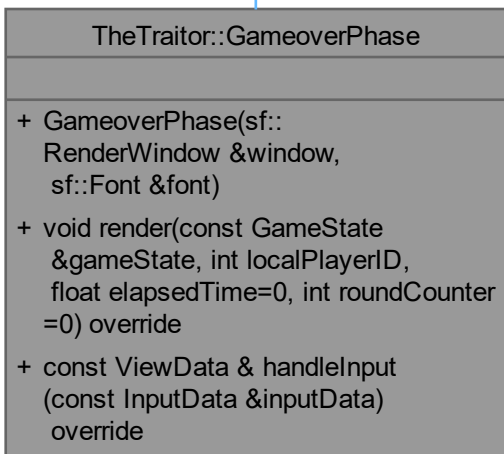 TheTraitor::GameoverPhase
+ GameoverPhase(sf::
RenderWindow &window,
sf::Font &font)
+ void render(const GameState
&gameState, int localPlayerID,
float elapsedTime=0, int roundCounter
=0) override
+ const ViewData & handleInput
(const InputData &inputData)
override